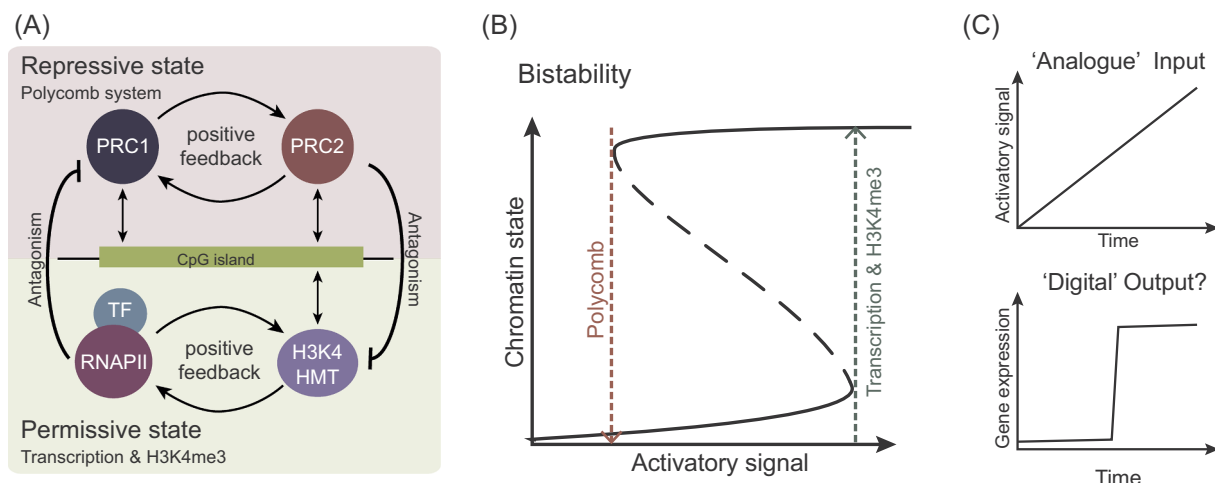 (A)
Repressive state
Polycomb system
PRC1
positive
feedback
PRC2
Antagonism
Antagonism
CpG island
TF
RNAPII
positive
feedback
H3K4
HMT
Permissive state
Transcription & H3K4me3
(B)
Bistability
Chromatin state
Polycomb
Transcription & H3K4me3
Activatory signal
(C)
‘Analogue’ Input
Activatory signal
Time
‘Digital’ Output?
Gene expression
Time